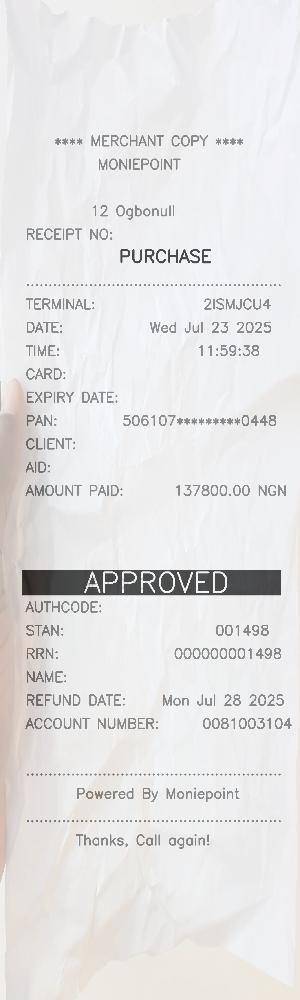 **** MERCHANT COPY ****
MONIEPOINT
12 Ogbonull
RECEIPT NO:
PURCHASE
TERMINAL: 2ISMJCU4
DATE: Wed Jul 23 2025
TIME: 11:59:38
CARD:
EXPIRY DATE:
PAN: 506107*********0448
CLIENT:
AID:
AMOUNT PAID: 137800.00 NGN
APPROVED
AUTHCODE:
STAN: 001498
RRN: 000000001498
NAME:
REFUND DATE: Mon Jul 28 2025
ACCOUNT NUMBER: 0081003104
Powered By Moniepoint
Thanks, Call again!